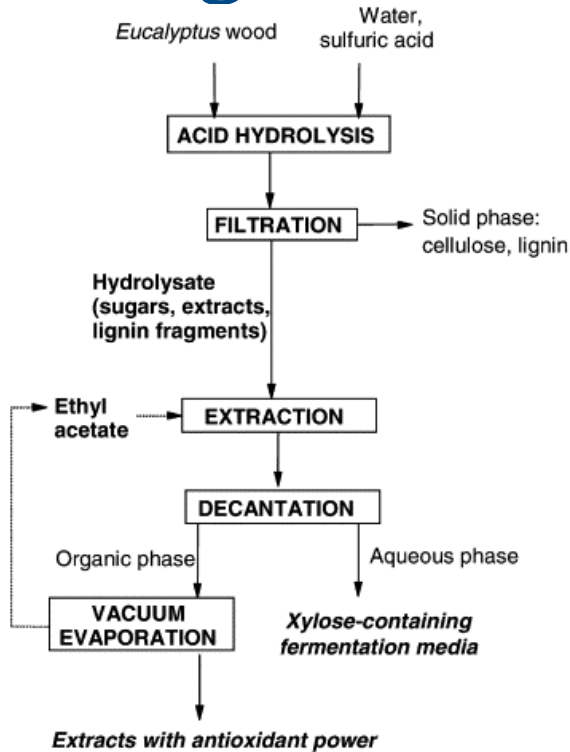 Eucalyptus wood
Water,
sulfuric acid
ACID HYDROLYSIS
FILTRATION
Solid phase:
cellulose, lignin
Hydrolysate
(sugars, extracts,
lignin fragments)
Ethyl
acetate
EXTRACTION
DECANTATION
Organic phase
Aqueous phase
VACUUM
EVAPORATION
Xylose-containing
fermentation media
Extracts with antioxidant power